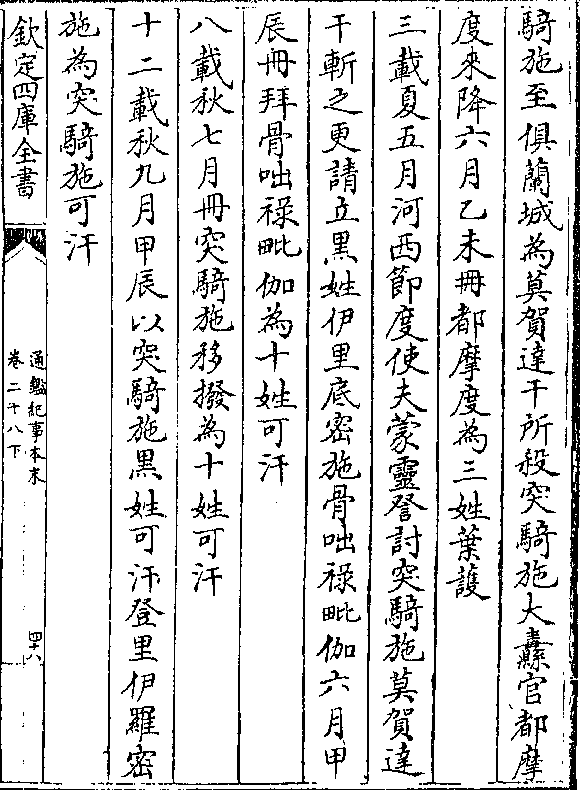 騎施至俱蘭城為莫賀達干所殺突騎施大纛官都摩
度來降六月乙未冊都摩度為三姓葉護
三載夏五月河西節度使夫蒙靈詧討突騎施莫賀達
干斬之更請立黑姓伊里底密施骨咄祿毗伽六月甲
辰冊拜骨咄祿毗伽為十姓可汗
八載秋七月冊突騎施移撥為十姓可汗
十二載秋九月甲辰以突騎施黑姓可汗登里伊羅密
施為突騎施可汗
欽定四庫全書
通鑑紀事本末
卷二十八下
四十八